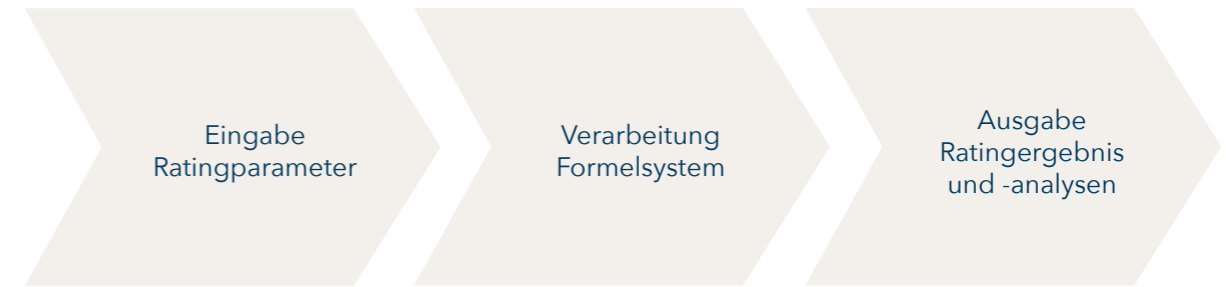 Eingabe
Ratingparameter
Verarbeitung
Formelsystem
Ausgabe
Ratingergebnis
und -analysen